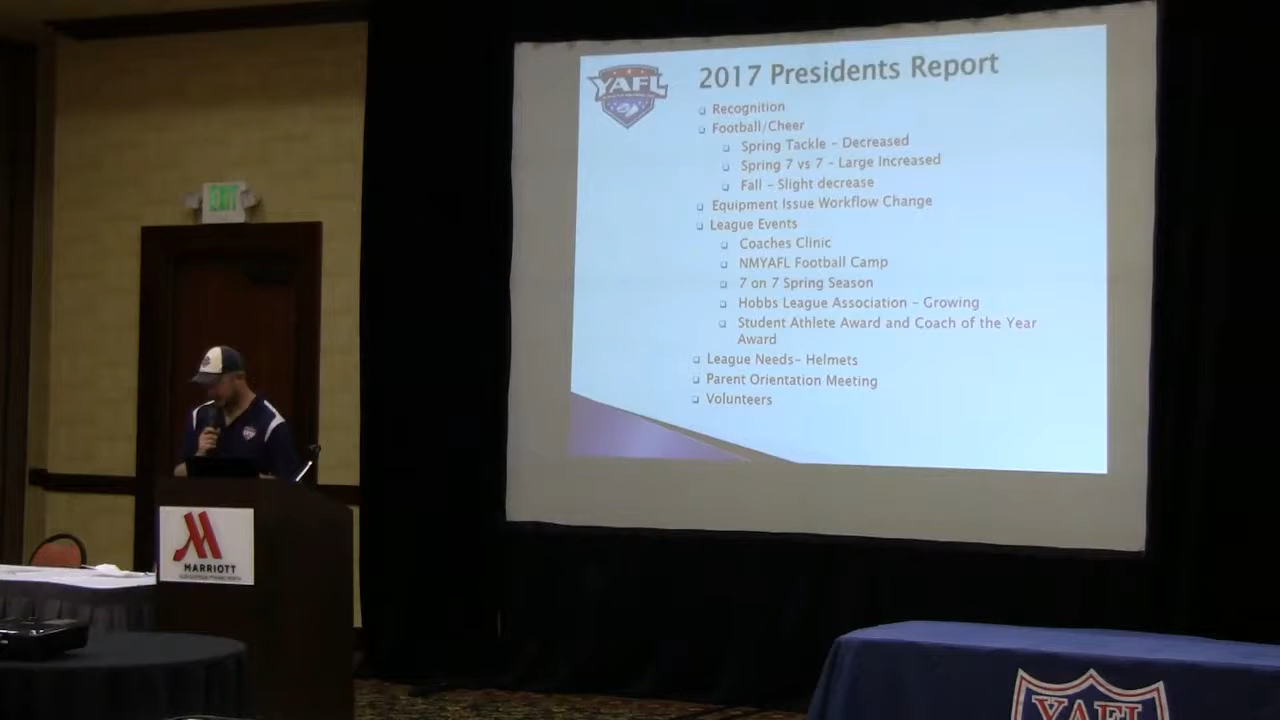 YAFL
2017 Presidents Report
Recognition
Football/Cheer
Spring Tackle - Decreased
Spring 7 vs 7 - Large Increased
Fall - Slight decrease
Equipment Issue Workflow Change
League Events
Coaches Clinic
NMYAFL Football Camp
7 on 7 Spring Season
Hobbs League Association - Growing
Student Athlete Award and Coach of the Year
Award
League Needs- Helmets
Parent Orientation Meeting
Volunteers
EXIT
MARRIOTT
YAFL